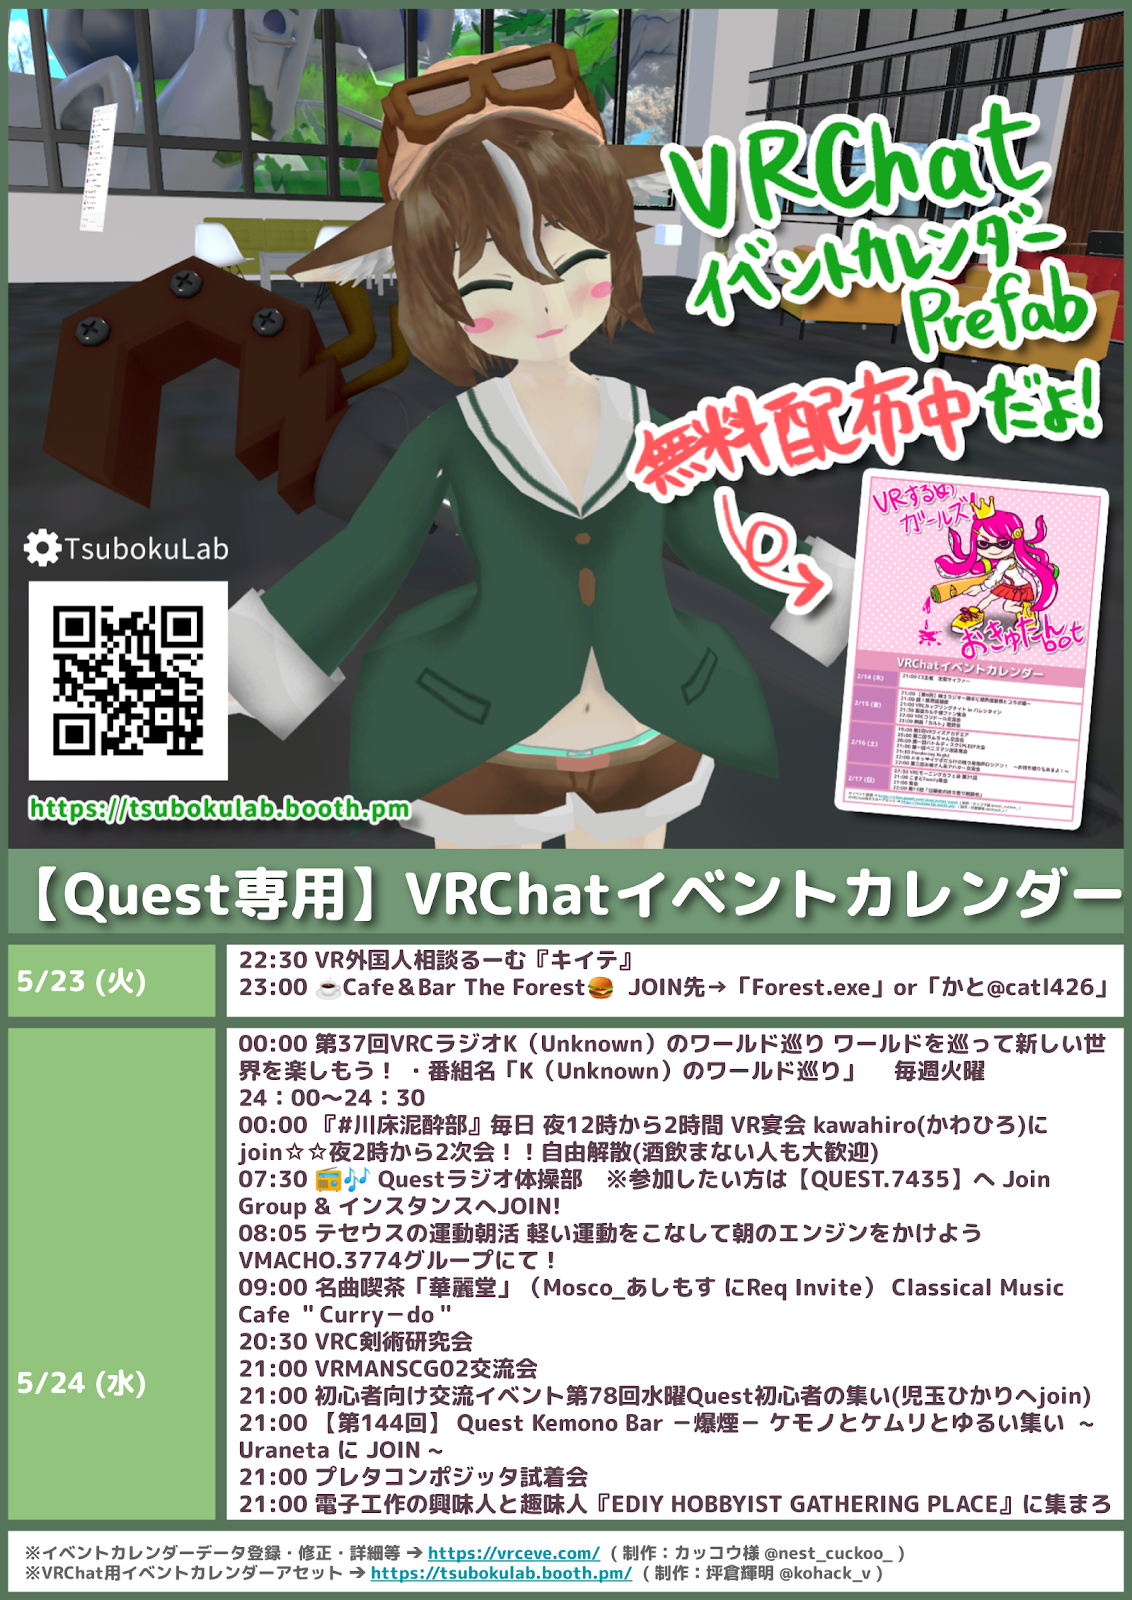 VRChat
イベントカレンダー
Prefab
無料配布中だよ!
TsubokuLab
https://tsubokulab.booth.pm
VRするめ
ガールズ
おきゅたん
bot
VRChatイベントカレンダー
2/14 (木)
2/15 (金)
2/16 (土)
2/17 (日)
【Quest専用】VRChatイベントカレンダー
5/23 (火)
22:30 VR外国人相談るーむ『キイテ』
23:00 ☕Cafe＆Bar The Forest🍔 JOIN先→「Forest.exe」or「かと@catl426」
5/24 (水)
00:00 第37回VRCラジオK（Unknown）のワールド巡り ワールドを巡って新しい世
界を楽しもう！ ・番組名「K（Unknown）のワールド巡り」　毎週火曜
24：00〜24：30
00:00 『#川床泥酔部』毎日 夜12時から2時間 VR宴会 kawahiro(かわひろ)に
join☆☆夜2時から2次会！！自由解散(酒飲まない人も大歓迎)
07:30 📻🎶 Questラジオ体操部　※参加したい方は【QUEST.7435】へ Join
Group & インスタンスへJOIN!
08:05 テセウスの運動朝活 軽い運動をこなして朝のエンジンをかけよう
VMACHO.3774グループにて！
09:00 名曲喫茶「華麗堂」（Mosco_あしもす にReq Invite） Classical Music
Cafe ＂Curry－do＂
20:30 VRC剣術研究会
21:00 VRMANSCG02交流会
21:00 初心者向け交流イベント第78回水曜Quest初心者の集い(児玉ひかりへjoin)
21:00 【第144回】 Quest Kemono Bar －爆煙－ ケモノとケムリとゆるい集い ～
Uraneta に JOIN ~
21:00 プレタコンポジッタ試着会
21:00 電子工作の興味人と趣味人『EDIY HOBBYIST GATHERING PLACE』に集まろ
※イベントカレンダーデータ登録・修正・詳細等 ➔ https://vrceve.com/ ( 制作：カッコウ様 @nest_cuckoo_ )
※VRChat用イベントカレンダーアセット ➔ https://tsubokulab.booth.pm/ ( 制作：坪倉輝明 @kohack_v )